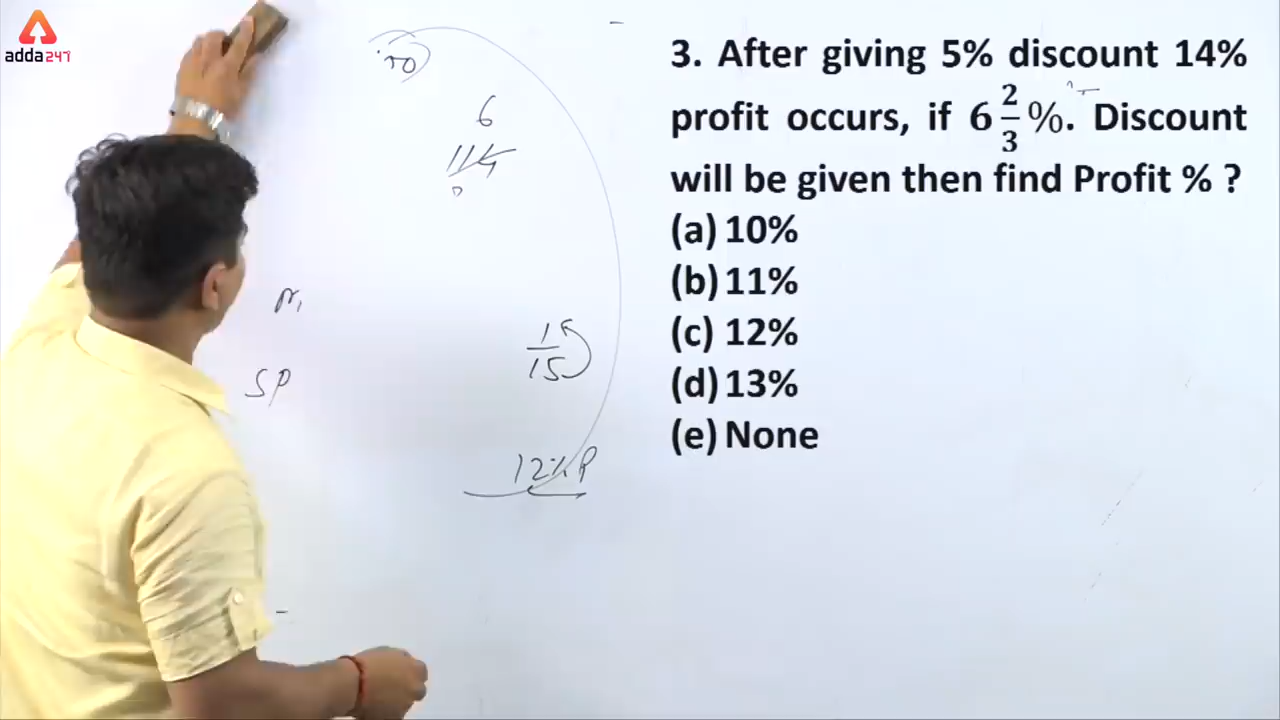 adda247
3. After giving 5% discount 14%
profit occurs, if 6 2/3 %. Discount
will be given then find Profit % ?
(a) 10%
(b) 11%
(c) 12%
(d) 13%
(e) None
6
114
1/15
SP
12% P